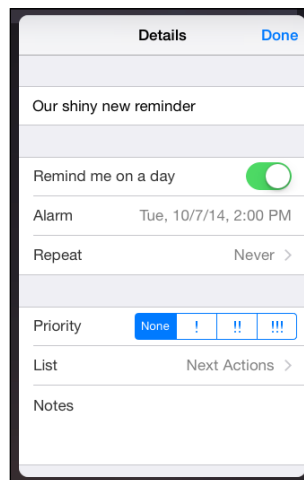 Details Done
Our shiny new reminder
Remind me on a day
Alarm Tue, 10/7/14, 2:00 PM
Repeat Never >
Priority None ! !! !!!
List Next Actions >
Notes